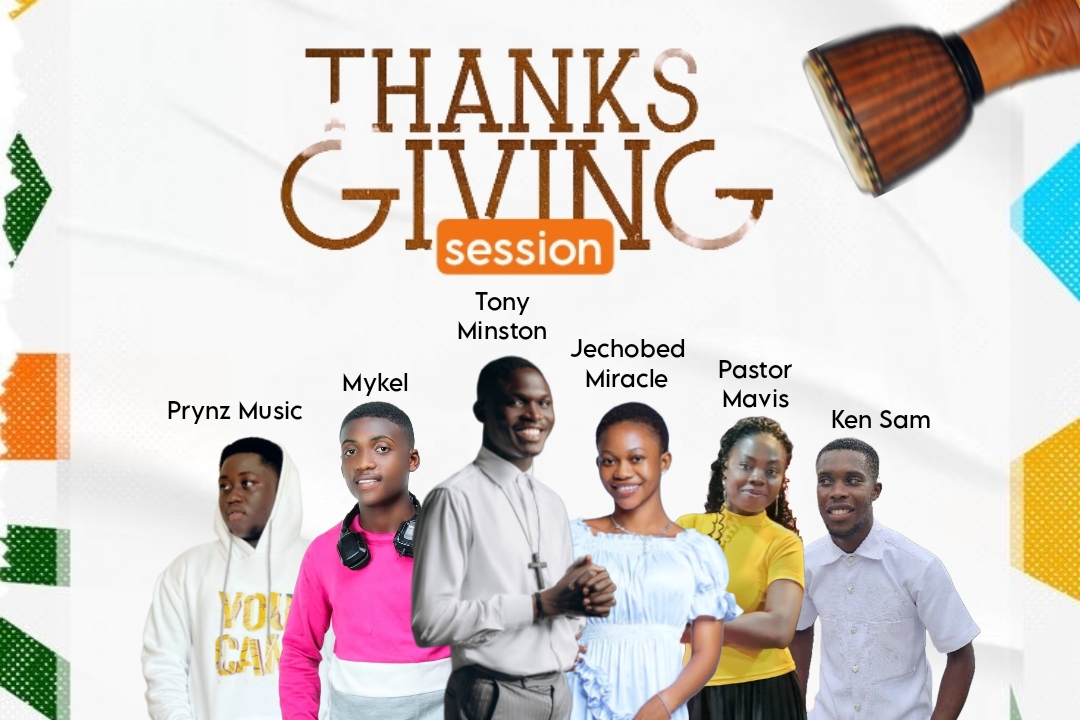 THANKS
GIVING
session
Tony
Minston
Jechobed
Miracle
Pastor
Mavis
Mykel
Prynz Music
Ken Sam
YOU
CAN